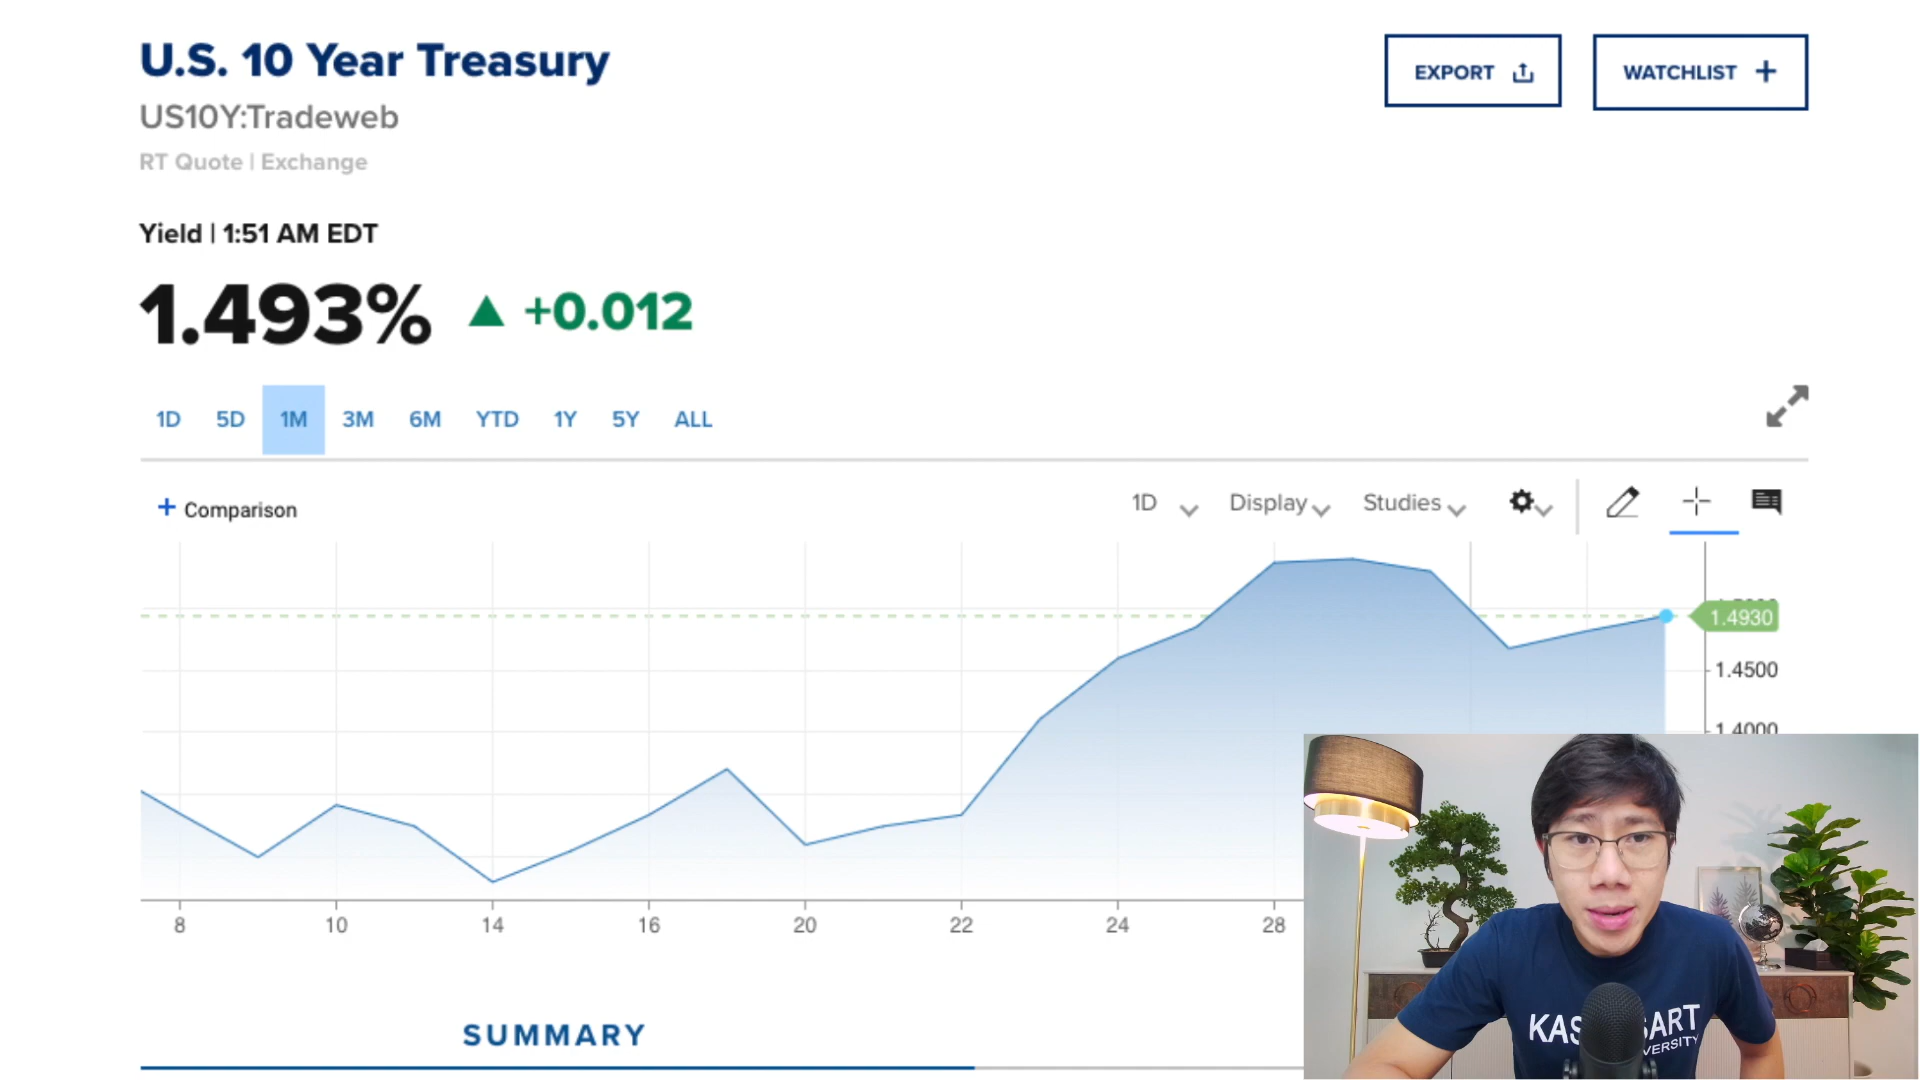 U.S. 10 Year Treasury
EXPORT
WATCHLIST +
US10Y:Tradeweb
RT Quote | Exchange
Yield | 1:51 AM EDT
1.493% ▲ +0.012
1D 5D 1M 3M 6M YTD 1Y 5Y ALL
+ Comparison
1D Display Studies
1.4930
1.4500
1.4000
8 10 14 16 20 22 24 28
SUMMARY